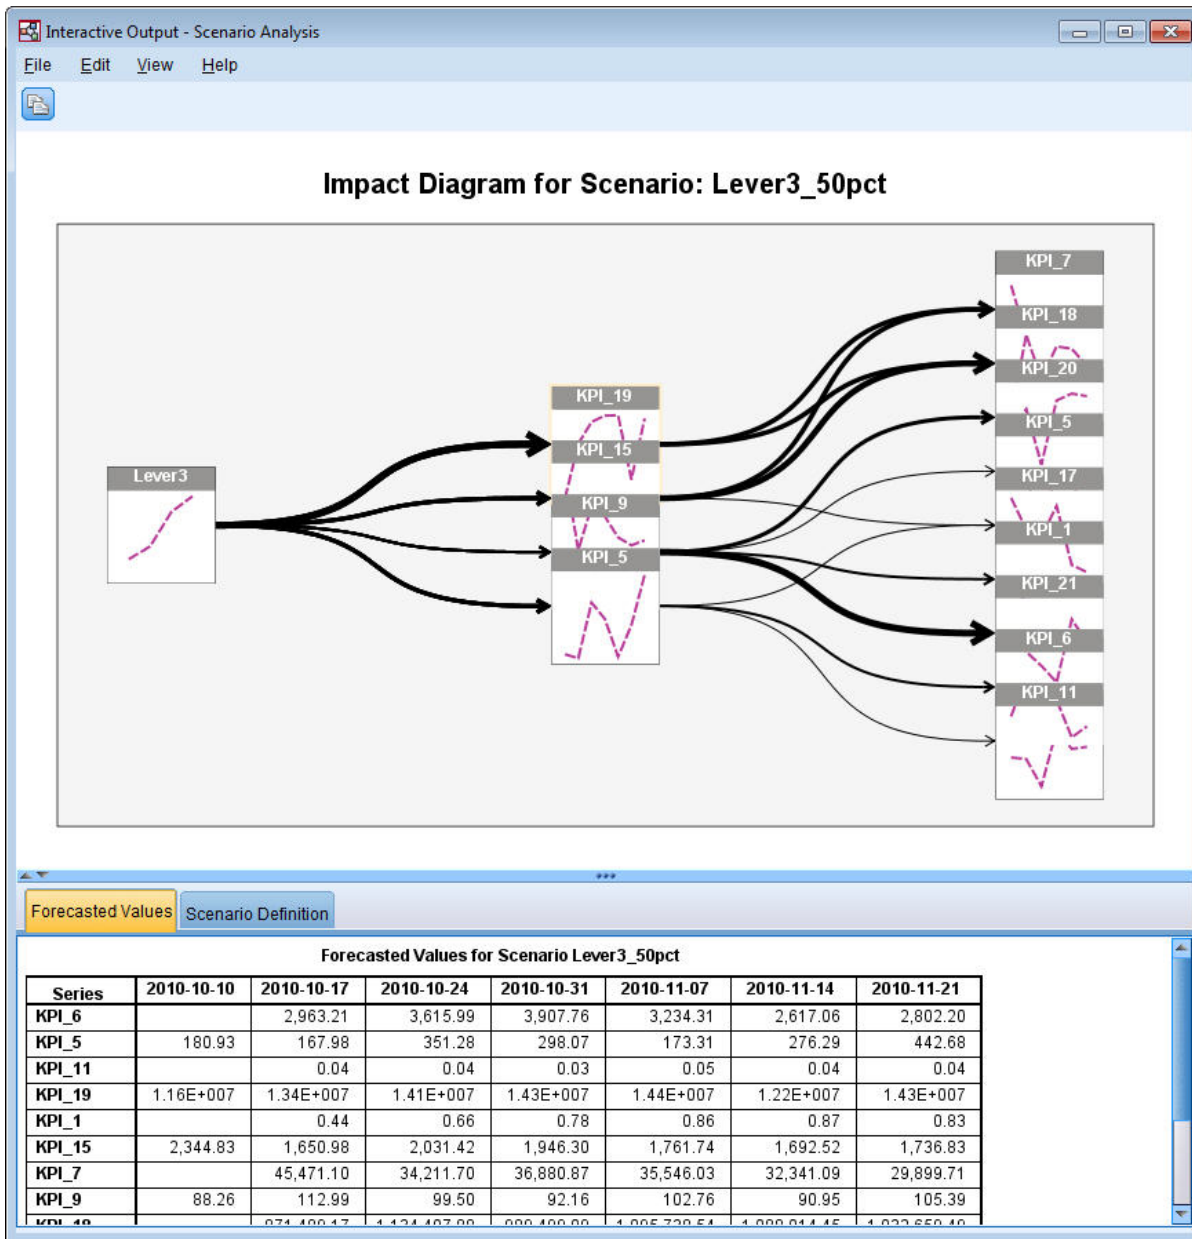 Interactive Output - Scenario Analysis
File Edit View Help
Impact Diagram for Scenario: Lever3_50pct
KPI_7
KPI_18
KPI_20
KPI_19
KPI_5
KPI_15
Lever3
KPI_17
KPI_9
KPI_1
KPI_5
KPI_21
KPI_6
KPI_11
Forecasted Values Scenario Definition
Forecasted Values for Scenario Lever3_50pct
Series 2010-10-10 2010-10-17 2010-10-24 2010-10-31 2010-11-07 2010-11-14 2010-11-21
KPI_6 2,963.21 3,615.99 3,907.76 3,234.31 2,617.06 2,802.20
KPI_5 180.93 167.98 351.28 298.07 173.31 276.29 442.68
KPI_11 0.04 0.04 0.03 0.05 0.04 0.04
KPI_19 1.16E+007 1.34E+007 1.41E+007 1.43E+007 1.44E+007 1.22E+007 1.43E+007
KPI_1 0.44 0.66 0.78 0.86 0.87 0.83
KPI_15 2,344.83 1,650.98 2,031.42 1,946.30 1,761.74 1,692.52 1,736.83
KPI_7 45,471.10 34,211.70 36,880.87 35,546.03 32,341.09 29,899.71
KPI_9 88.26 112.99 99.50 92.16 102.76 90.95 105.39
KPI_18